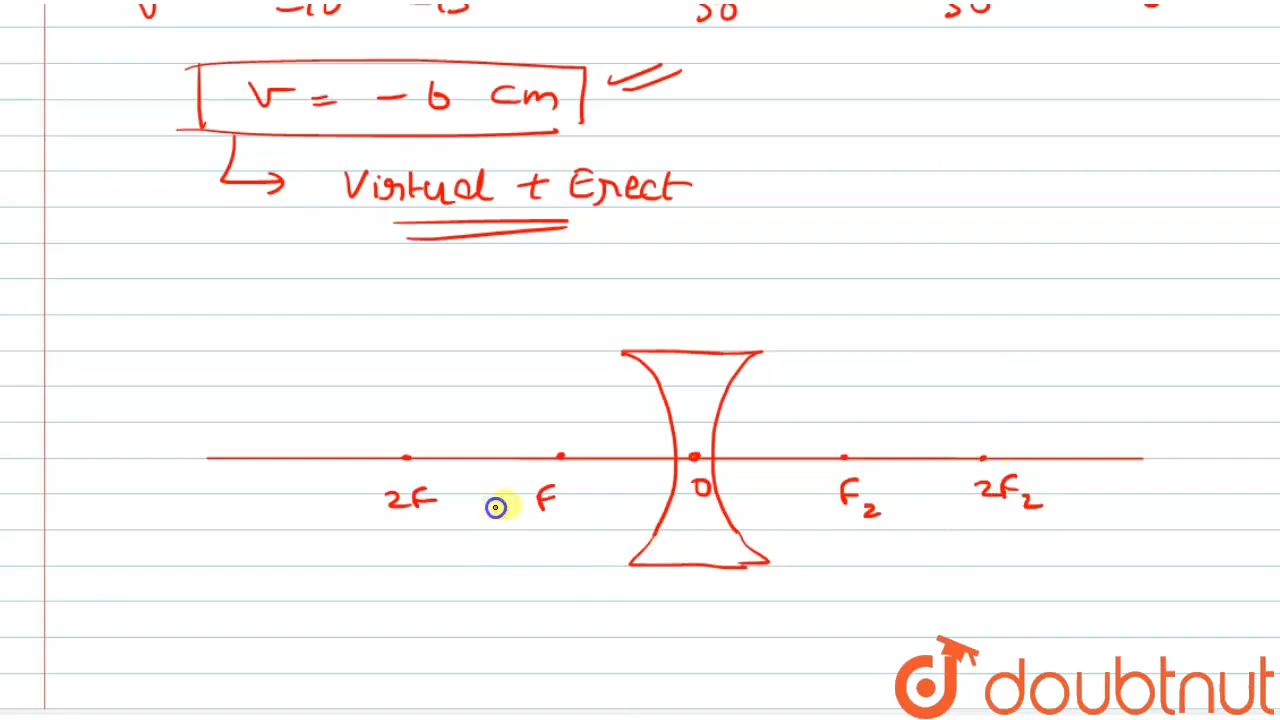 v = - 6 cm
Virtual + Erect
2F F O F₂ 2F₂
doubtnut